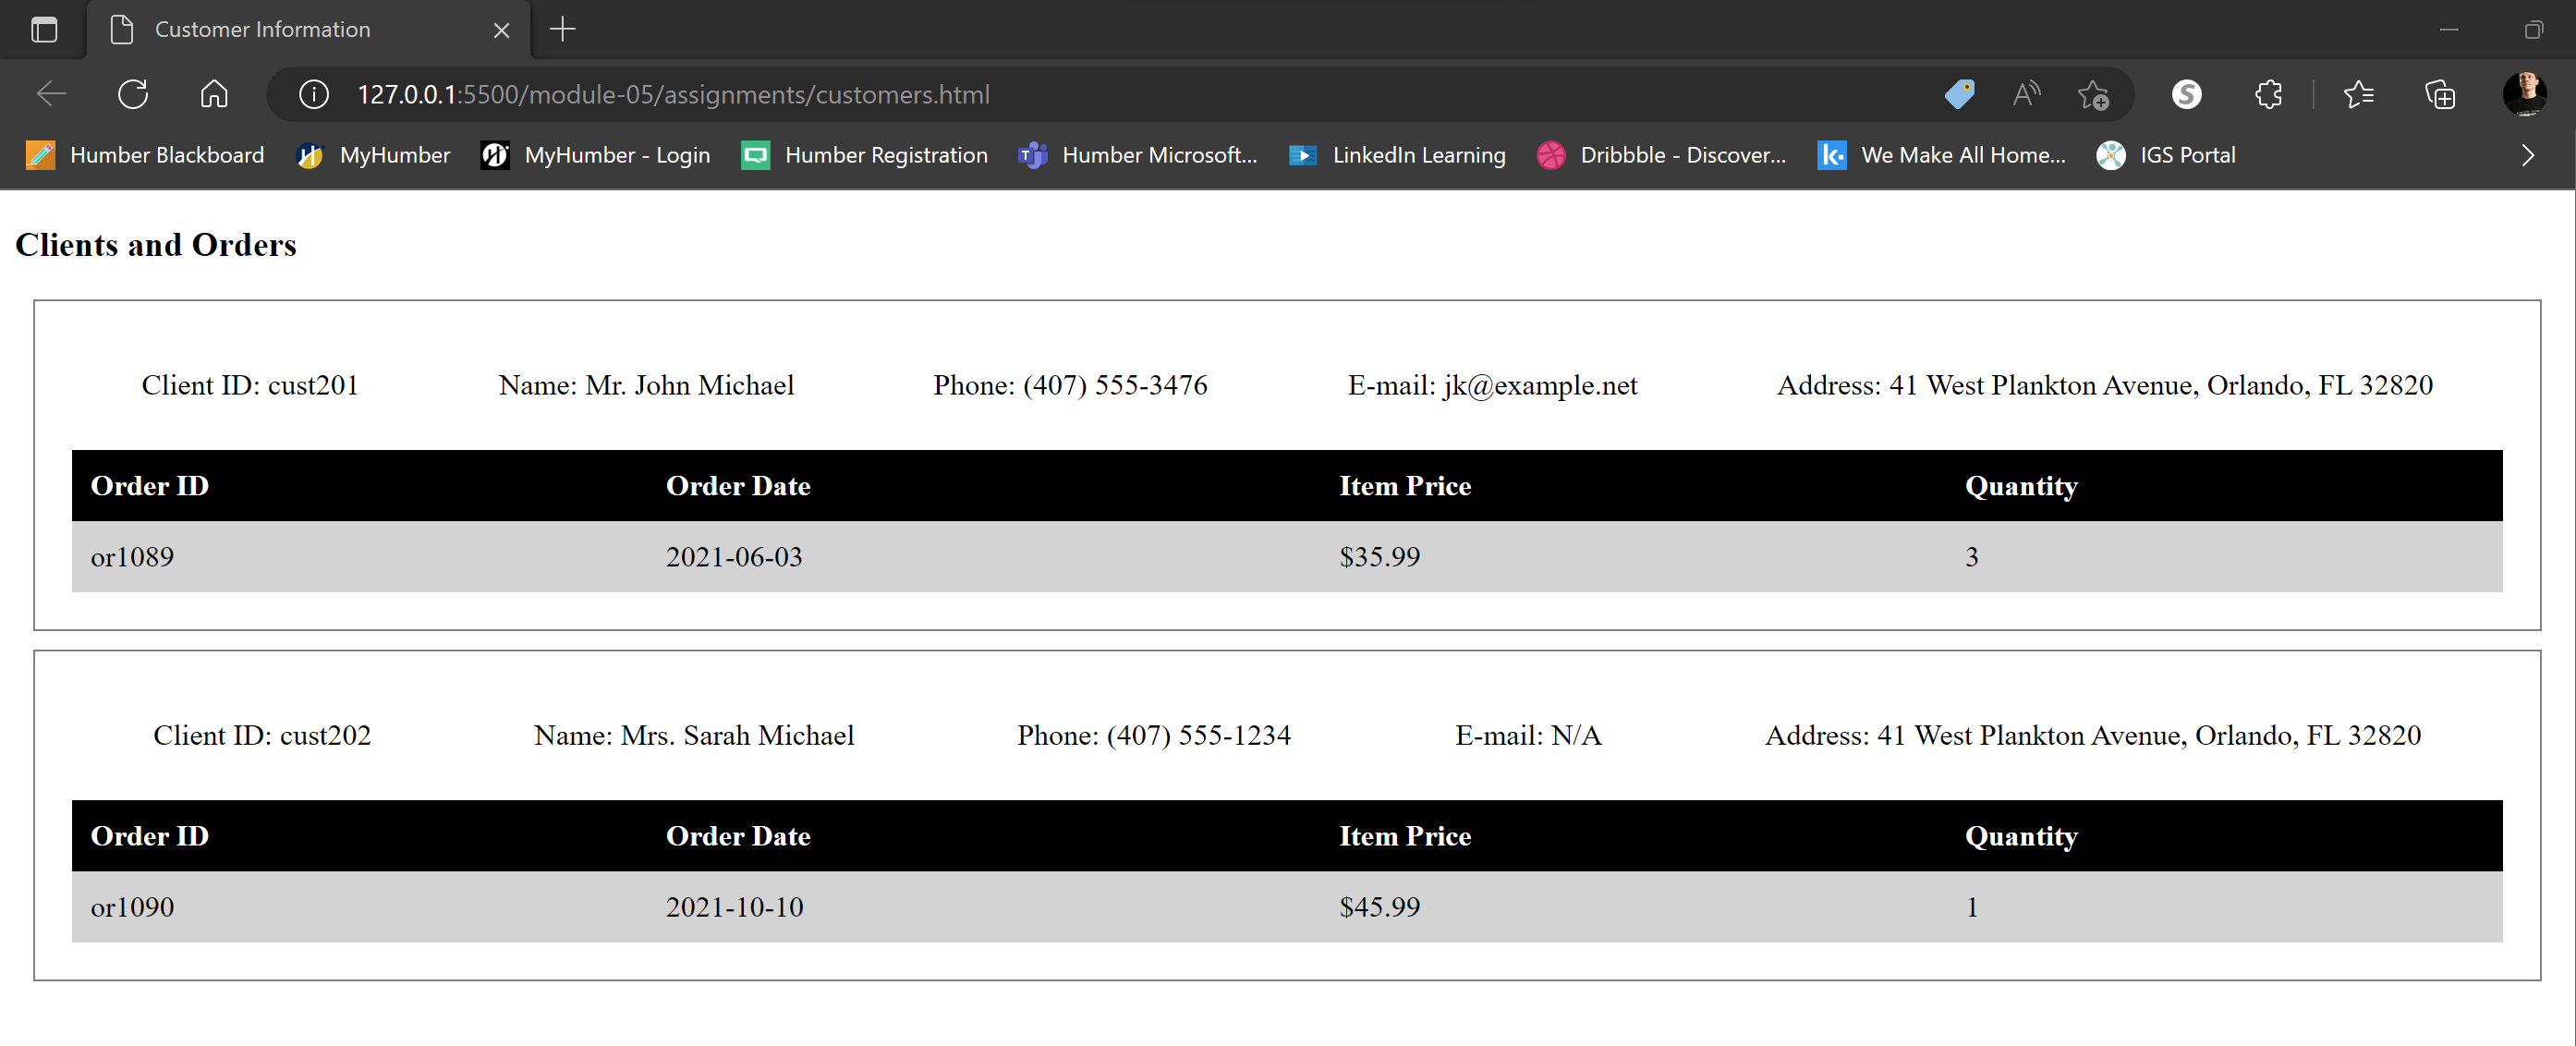 Customer Information
127.0.0.1:5500/module-05/assignments/customers.html
Humber Blackboard MyHumber MyHumber - Login Humber Registration Humber Microsoft... LinkedIn Learning Dribbble - Discover... We Make All Home... IGS Portal
Clients and Orders
Client ID: cust201 Name: Mr. John Michael Phone: (407) 555-3476 E-mail: jk@example.net Address: 41 West Plankton Avenue, Orlando, FL 32820
Order ID Order Date Item Price Quantity
or1089 2021-06-03 $35.99 3
Client ID: cust202 Name: Mrs. Sarah Michael Phone: (407) 555-1234 E-mail: N/A Address: 41 West Plankton Avenue, Orlando, FL 32820
Order ID Order Date Item Price Quantity
or1090 2021-10-10 $45.99 1